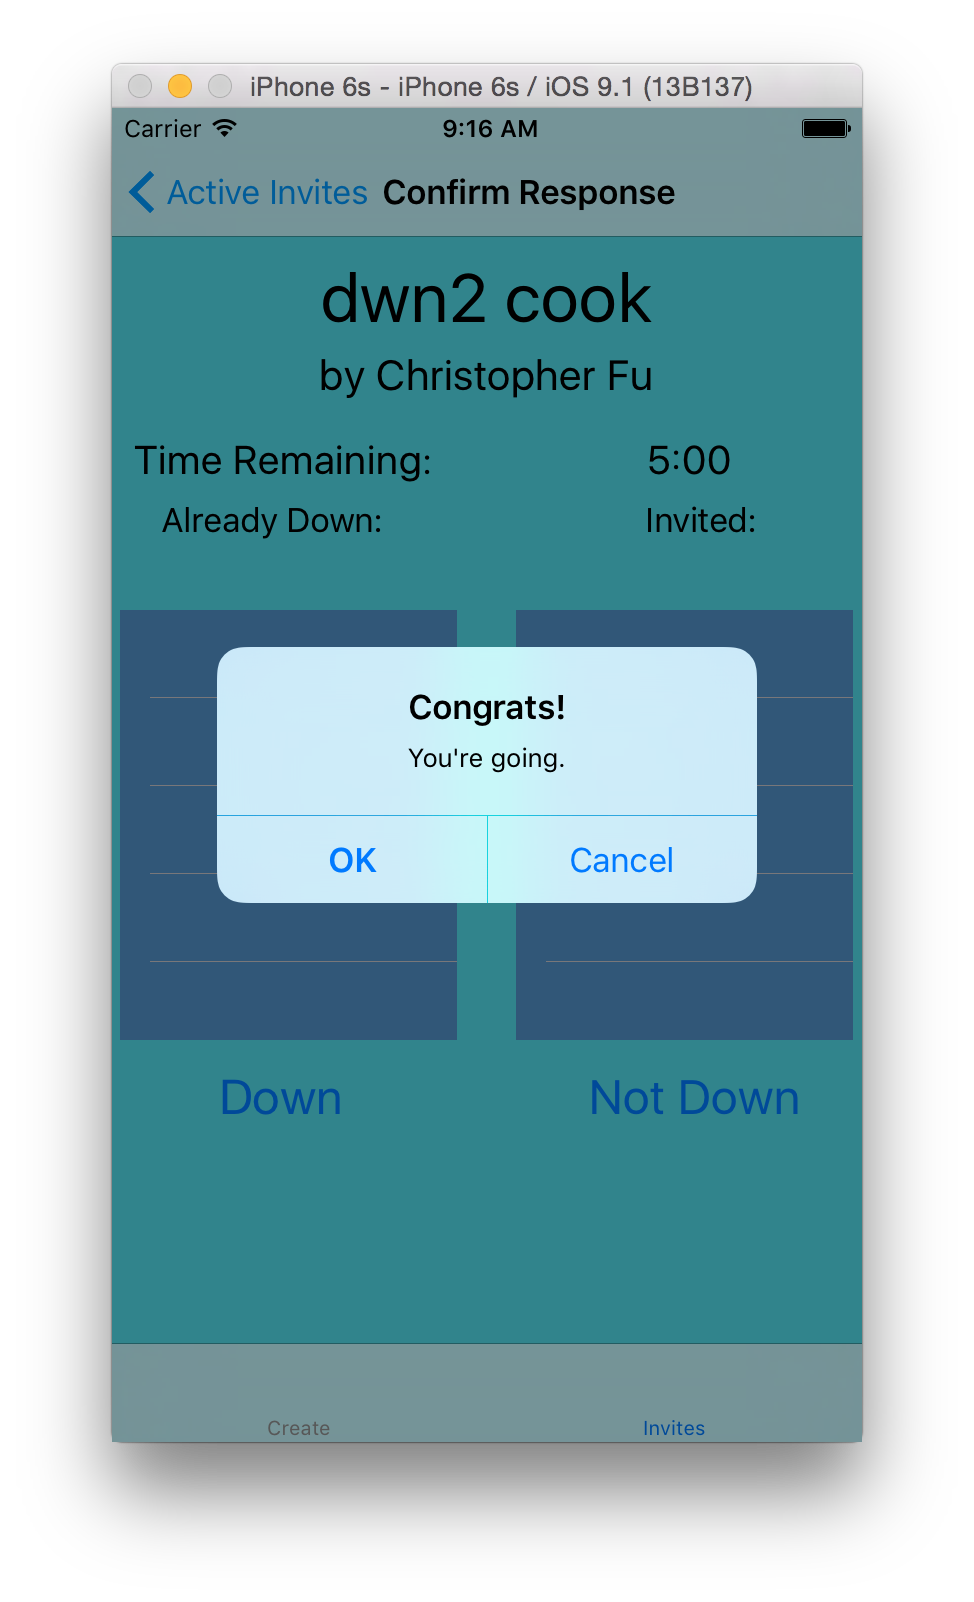 iPhone 6s - iPhone 6s / iOS 9.1 (13B137)
Carrier 9:16 AM
Active Invites Confirm Response
dwn2 cook
by Christopher Fu
Time Remaining: 5:00
Already Down: Invited:
Congrats!
You're going.
OK Cancel
Down Not Down
Create Invites